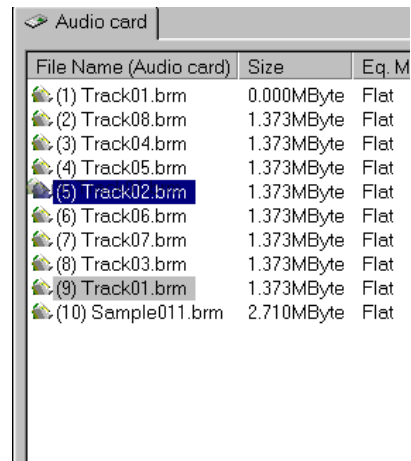 Audio card
File Name (Audio card) Size Eq. M
(1) Track01.brm 0.000MByte Flat
(2) Track08.brm 1.373MByte Flat
(3) Track04.brm 1.373MByte Flat
(4) Track05.brm 1.373MByte Flat
(5) Track02.brm 1.373MByte Flat
(6) Track06.brm 1.373MByte Flat
(7) Track07.brm 1.373MByte Flat
(8) Track03.brm 1.373MByte Flat
(9) Track01.brm 1.373MByte Flat
(10) Sample011.brm 2.710MByte Flat